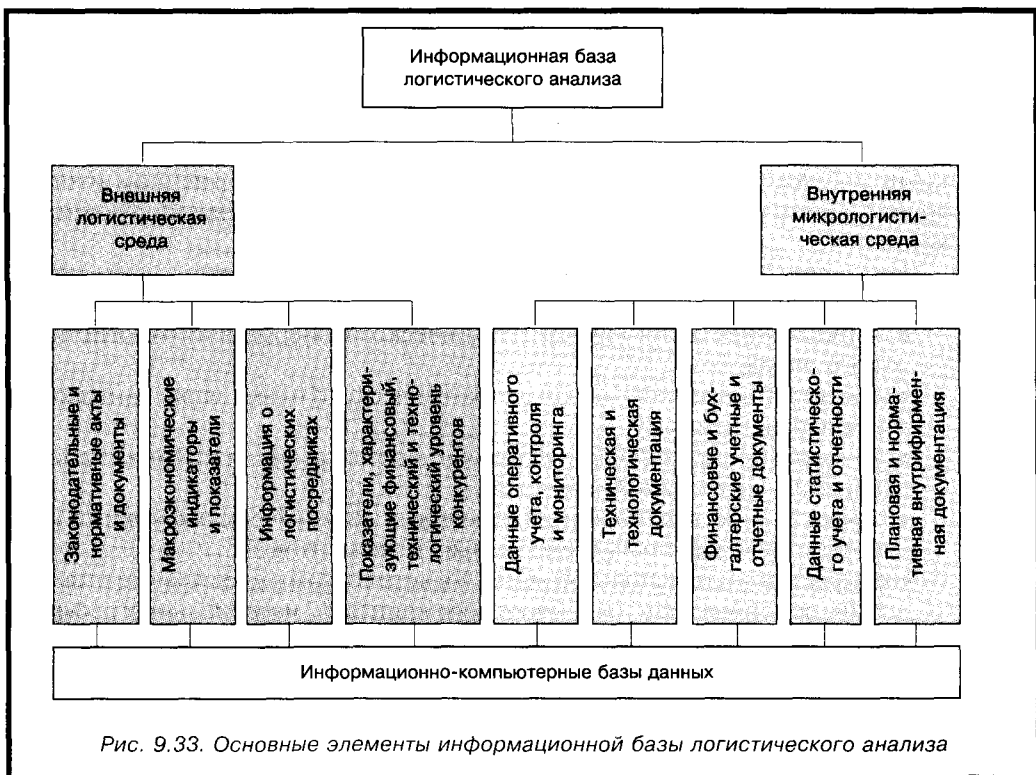 Информационная база
логистического анализа
Внешняя
логистическая
среда
Внутренняя
микрологисти-
ческая среда
Законодательные и
нормативные акты
и документы
Макроэкономические
индикаторы
и показатели
Информация о
логистических
посредниках
Показатели, характери-
зующие финансовый,
технический и техно-
логический уровень
конкурентов
Данные оперативного
учета, контроля
и мониторинга
Техническая и
технологическая
документация
Финансовые и бух-
галтерские учетные и
отчетные документы
Данные статистическо-
го учета и отчетности
Плановая и норма-
тивная внутрифирмен-
ная документация
Информационно-компьютерные базы данных
Рис. 9.33. Основные элементы информационной базы логистического анализа